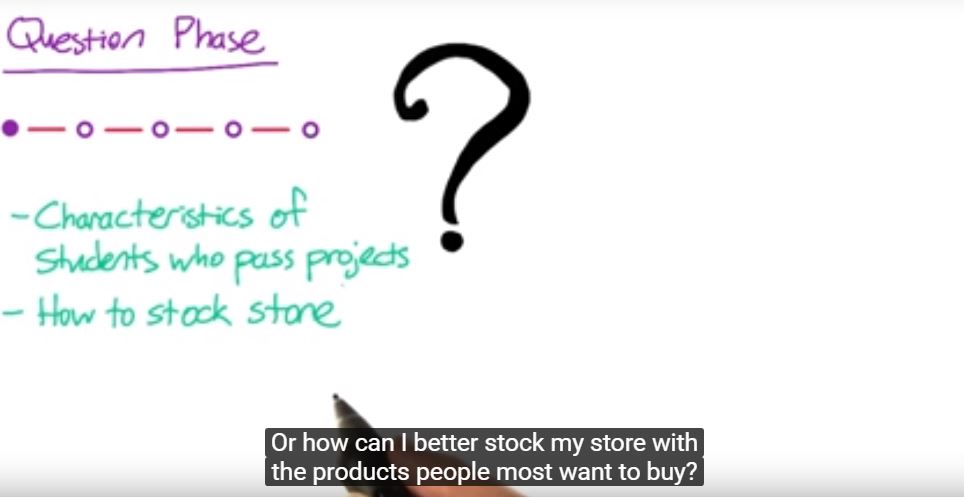 Question Phase
- Characteristics of
students who pass projects
- How to stock store
Or how can I better stock my store with
the products people most want to buy?